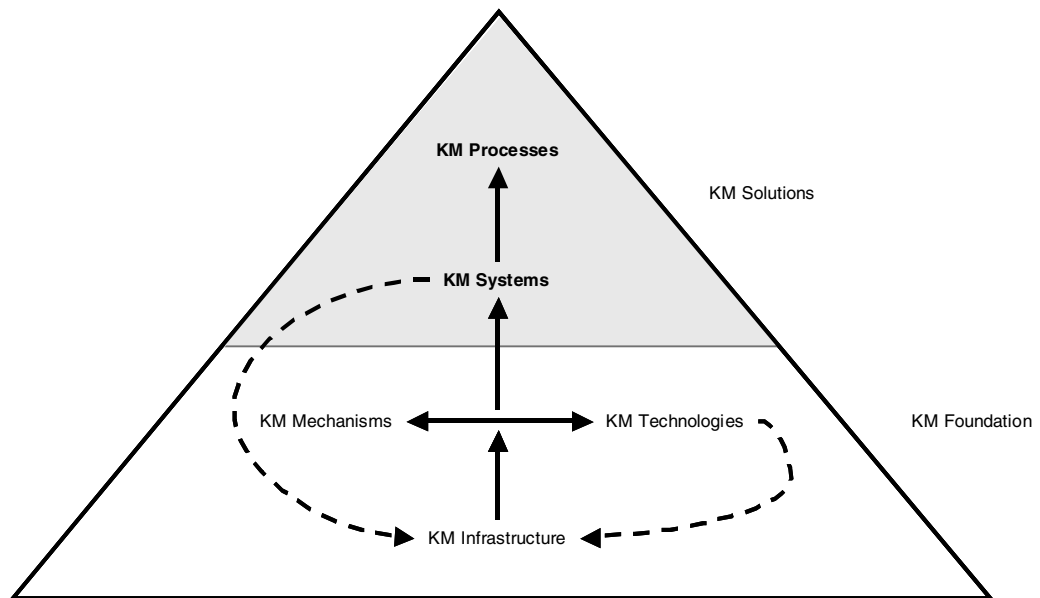 KM Processes
KM Solutions
KM Systems
KM Mechanisms
KM Technologies
KM Foundation
KM Infrastructure